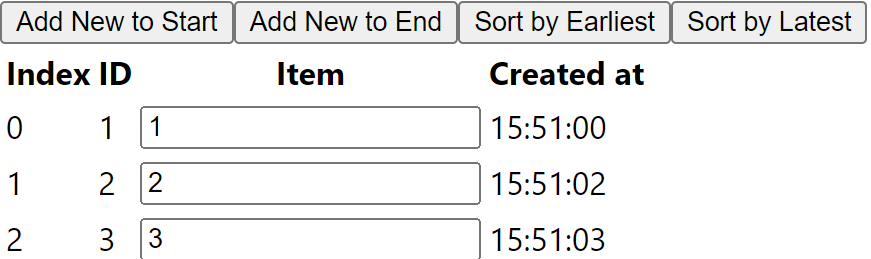 Add New to Start Add New to End Sort by Earliest Sort by Latest
Index ID Item Created at
0 1 1 15:51:00
1 2 2 15:51:02
2 3 3 15:51:03